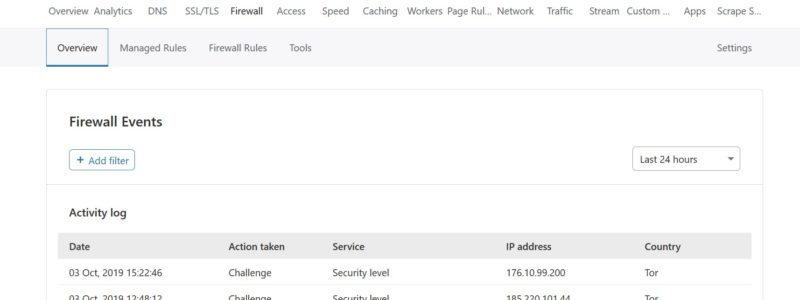 Overview Analytics DNS SSL/TLS Firewall Access Speed Caching Workers Page Rul... Network Traffic Stream Custom ... Apps Scrape S...
Overview Managed Rules Firewall Rules Tools Settings
Firewall Events
+ Add filter Last 24 hours
Activity log
Date Action taken Service IP address Country
03 Oct, 2019 15:22:46 Challenge Security level 176.10.99.200 Tor
03 Oct, 2019 12:48:12 Challenge Security level 185.220.101.44 Tor